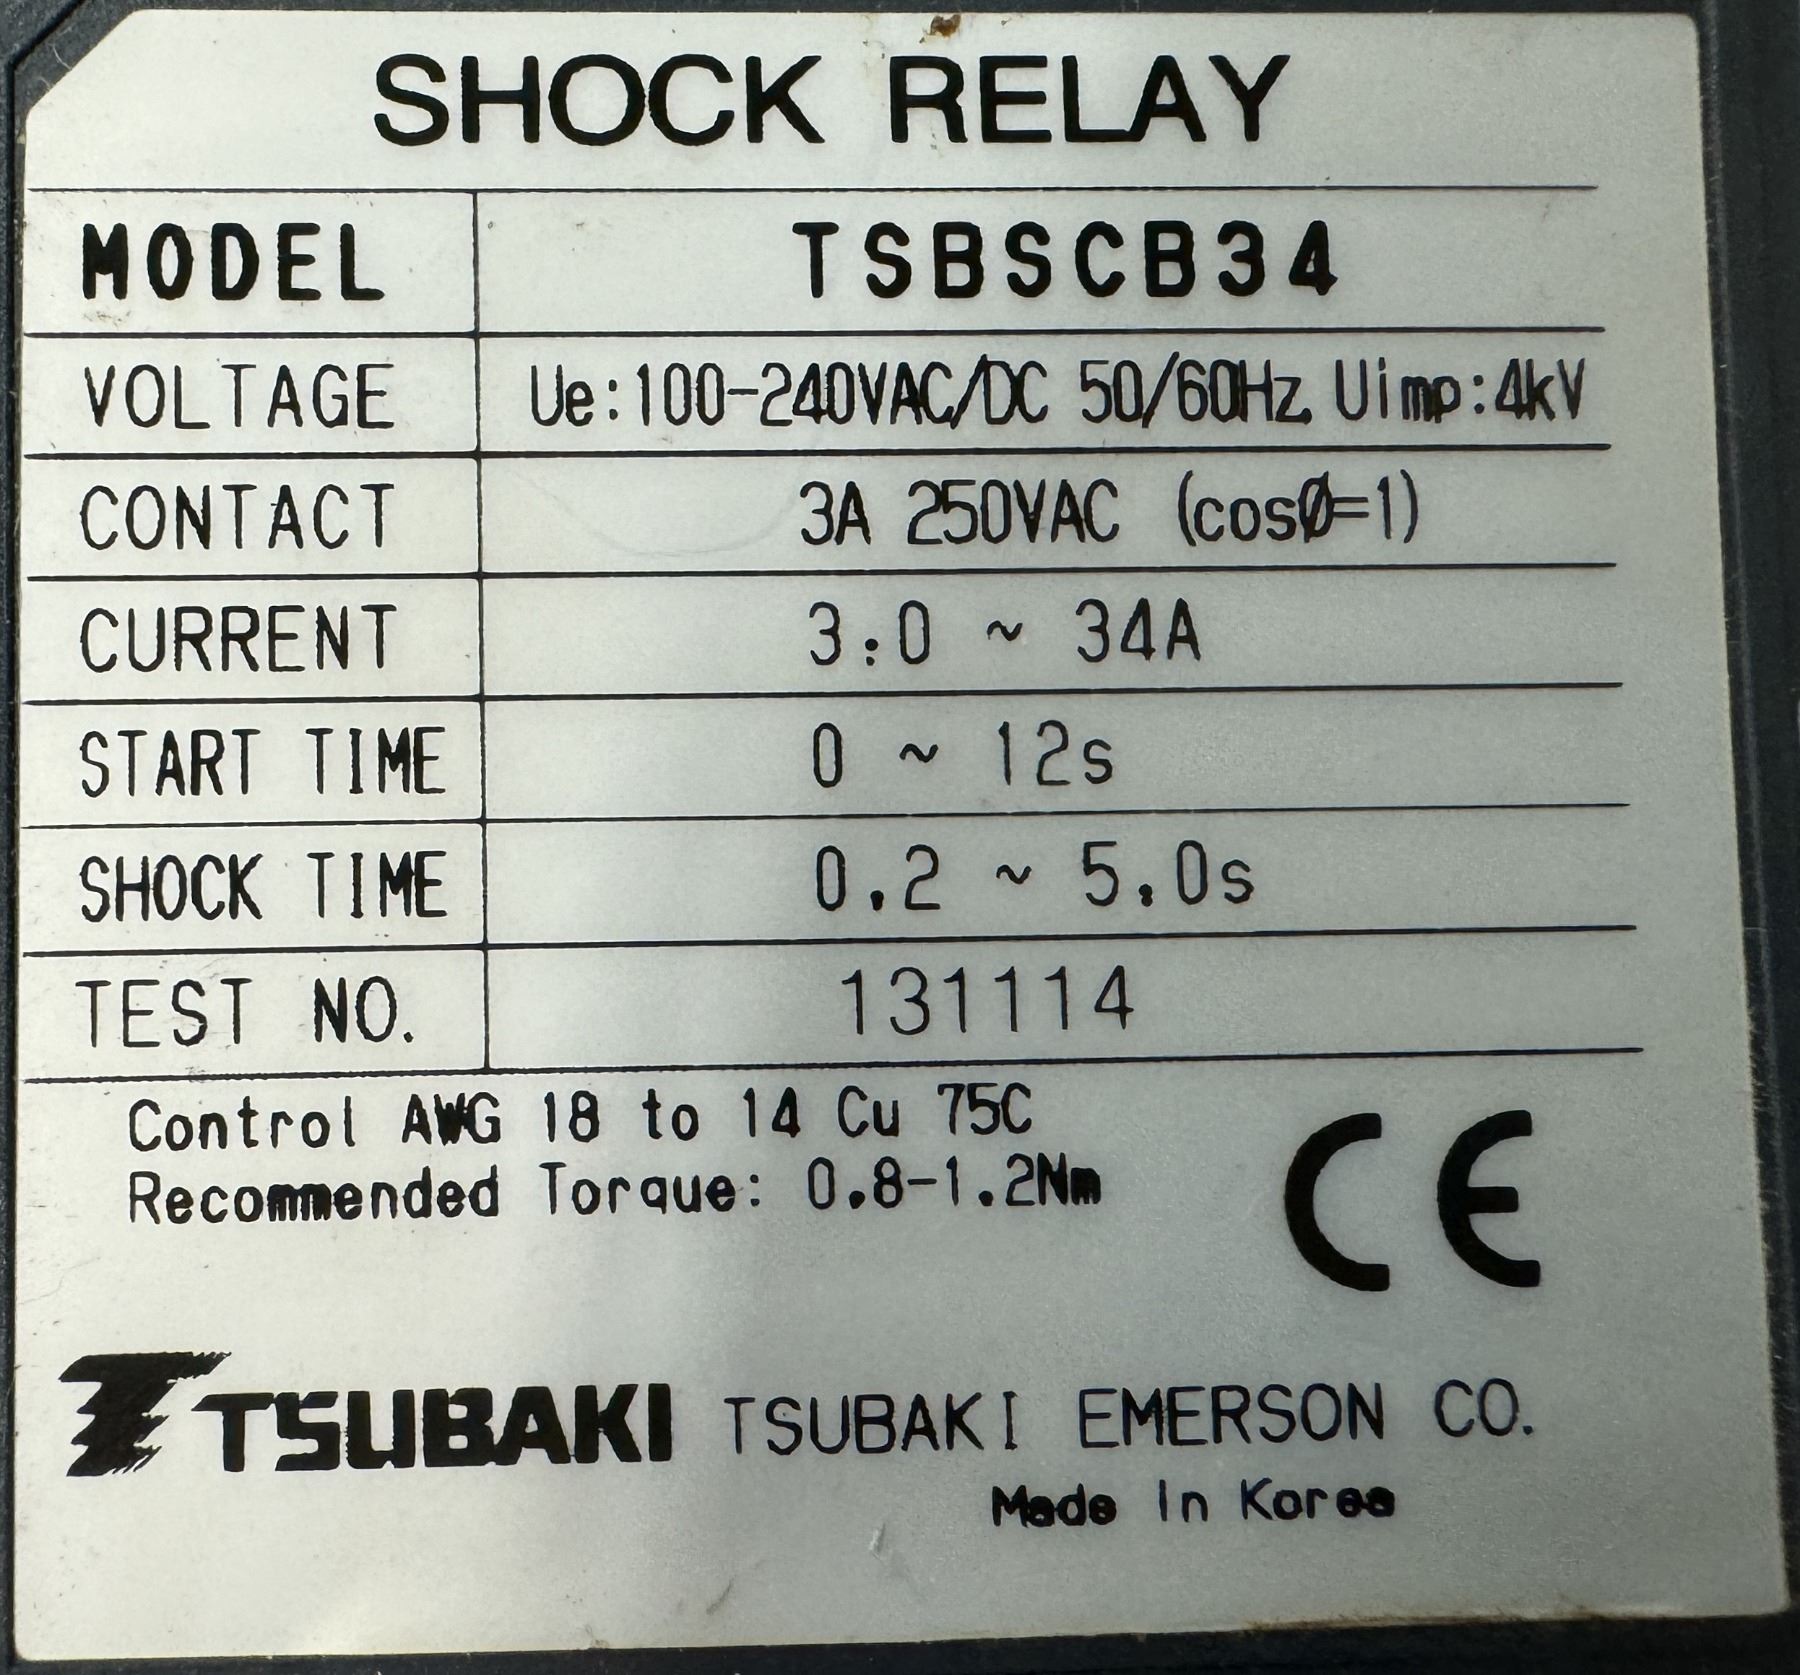 SHOCK RELAY
MODEL TSBSCB34
VOLTAGE Ue:100-240VAC/DC 50/60Hz Uimp:4kV
CONTACT 3A 250VAC (cosØ=1)
CURRENT 3.0 ~ 34A
START TIME 0 ~ 12s
SHOCK TIME 0.2 ~ 5.0s
TEST NO. 131114
Control AWG 18 to 14 Cu 75C
Recommended Torque: 0.8-1.2Nm
CE
TSUBAKI TSUBAKI EMERSON CO.
Made In Korea